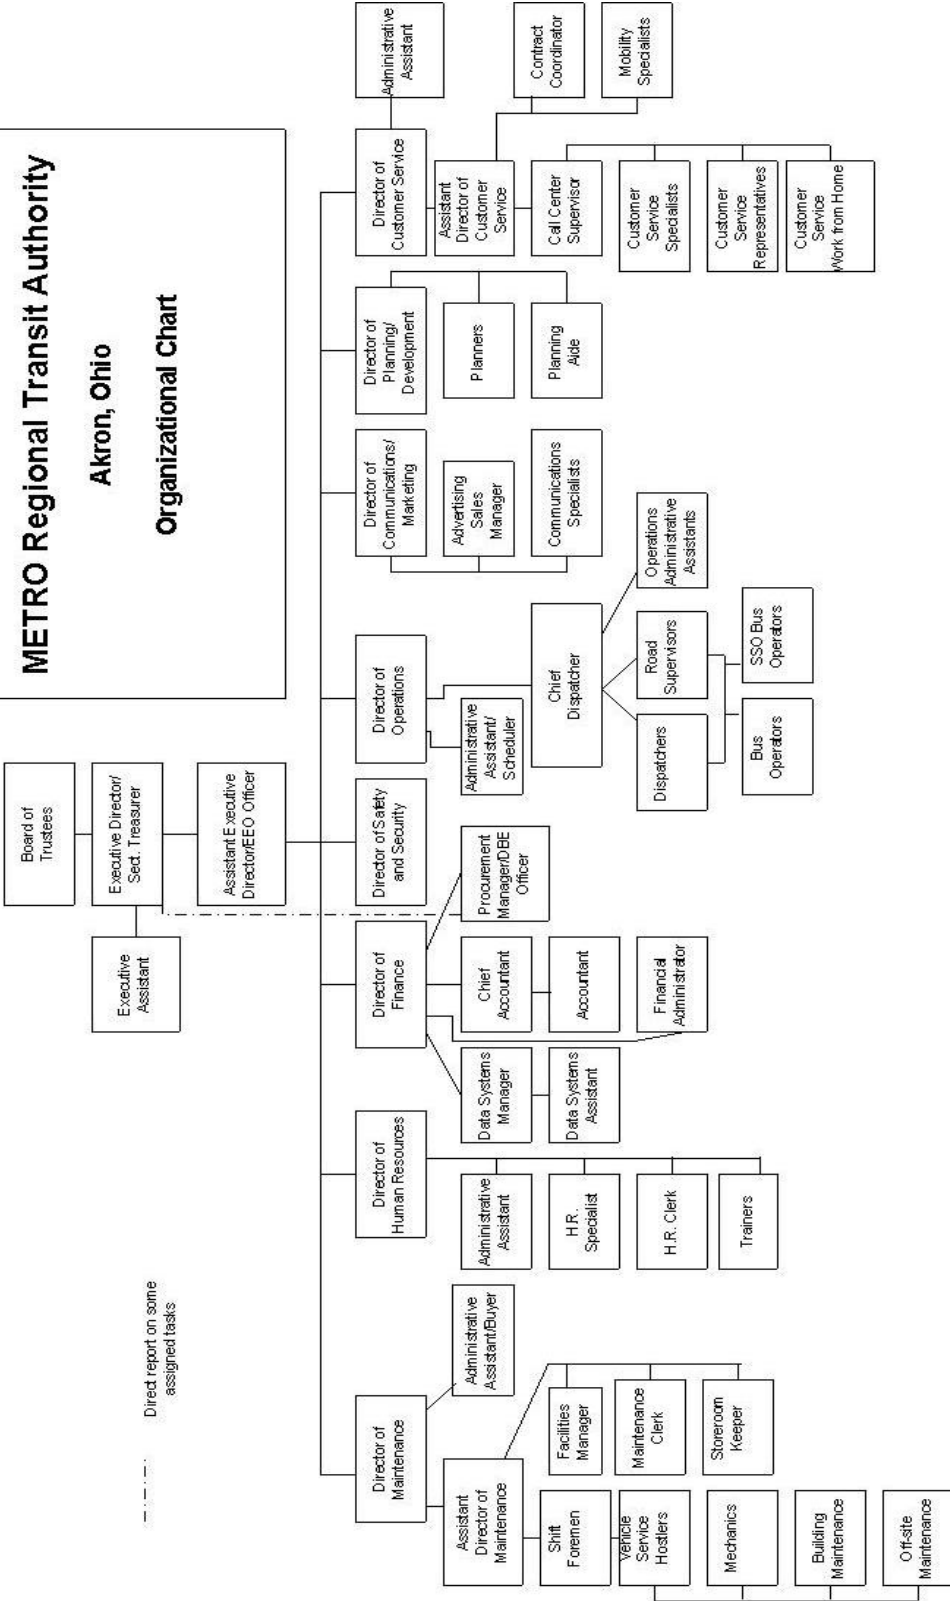 METRO Regional Transit Authority
Akron, Ohio
Organizational Chart
Board of
Trustees
Executive Director/
Sect. Treasurer
Executive
Assistant
Assistant Executive
Director/EEO Officer
Direct report on some
assigned tasks
Director of
Maintenance
Director of
Human Resources
Director of
Finance
Director of Safety
and Security
Director of
Operations
Director of
Communications/
Marketing
Director of
Planning/
Development
Director of
Customer Service
Administrative
Assistant
Administrative
Assistant/Buyer
Assistant
Director of
Maintenance
Shift
Foremen
Vehicle
Service
Hostlers
Mechanics
Building
Maintenance
Off-site
Maintenance
Facilities
Manager
Maintenance
Clerk
Storeroom
Keeper
Administrative
Assistant
H.R.
Specialist
H.R. Clerk
Trainers
Data Systems
Manager
Data Systems
Assistant
Chief
Accountant
Accountant
Financial
Administrator
Procurement
Manager/DBE
Officer
Administrative
Assistant/
Scheduler
Chief
Dispatcher
Dispatchers
Road
Supervisors
Operations
Administrative
Assistants
Bus
Operators
SSO Bus
Operators
Advertising
Sales
Manager
Communications
Specialists
Planners
Planning
Aide
Assistant
Director of
Customer
Service
Contract
Coordinator
Mobility
Specialists
Call Center
Supervisor
Customer
Service
Specialists
Customer
Service
Representatives
Customer
Service
Work from Home